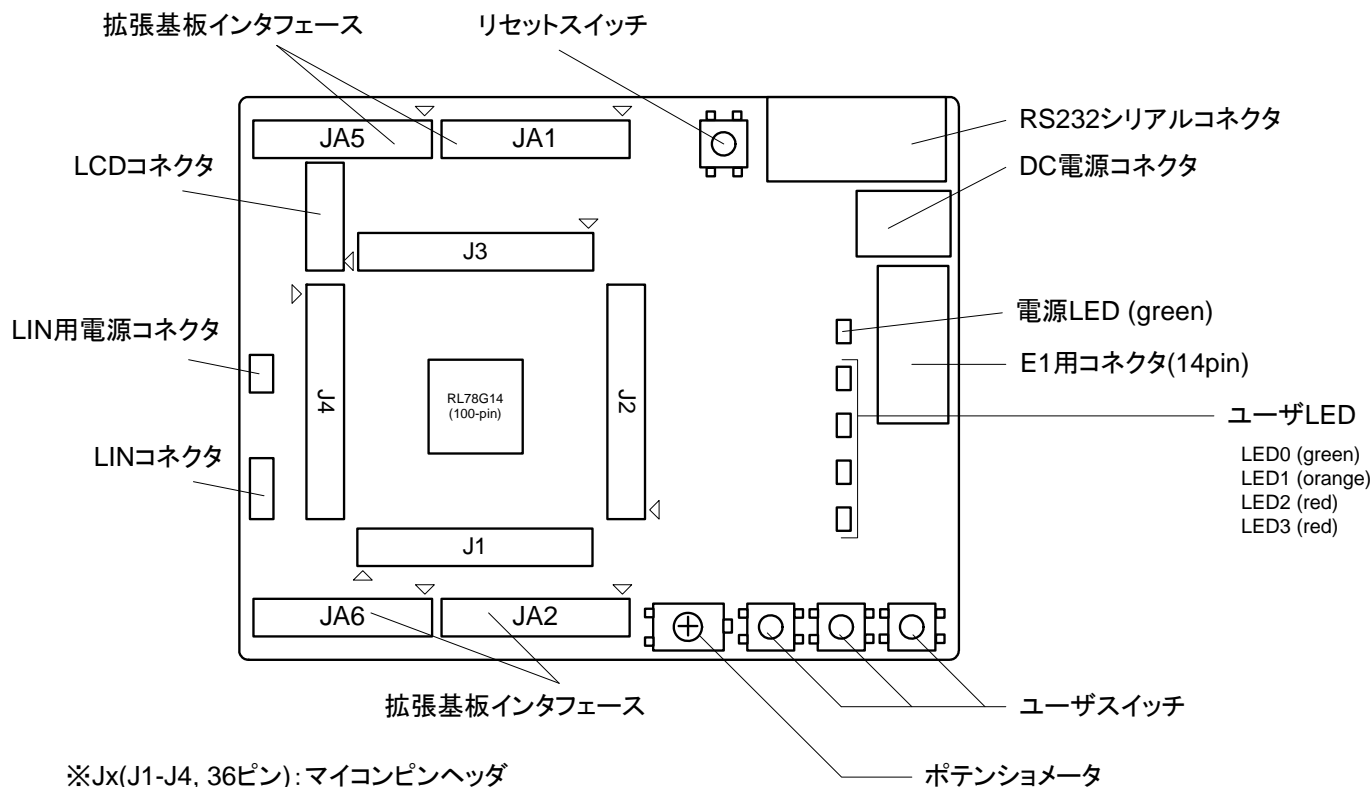 拡張基板インタフェース
リセットスイッチ
RS232シリアルコネクタ
JA5
JA1
LCDコネクタ
DC電源コネクタ
J3
電源LED (green)
LIN用電源コネクタ
E1用コネクタ(14pin)
J4
RL78G14
(100-pin)
J2
ユーザLED
LED0 (green)
LED1 (orange)
LED2 (red)
LED3 (red)
LINコネクタ
J1
JA6
JA2
拡張基板インタフェース
ユーザスイッチ
※Jx(J1-J4, 36ピン):マイコンピンヘッダ
ポテンショメータ